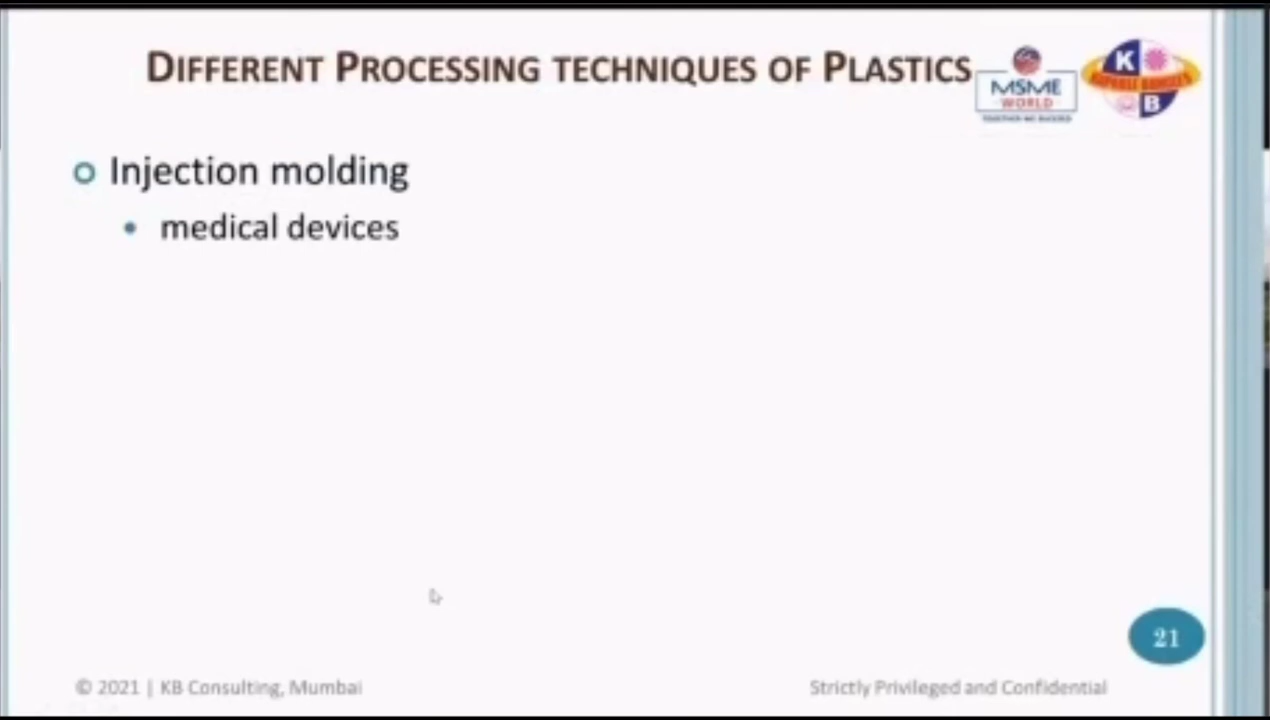 DIFFERENT PROCESSING TECHNIQUES OF PLASTICS
MSME
WORLD
K
B
Injection molding
medical devices
21
© 2021 | KB Consulting, Mumbai
Strictly Privileged and Confidential